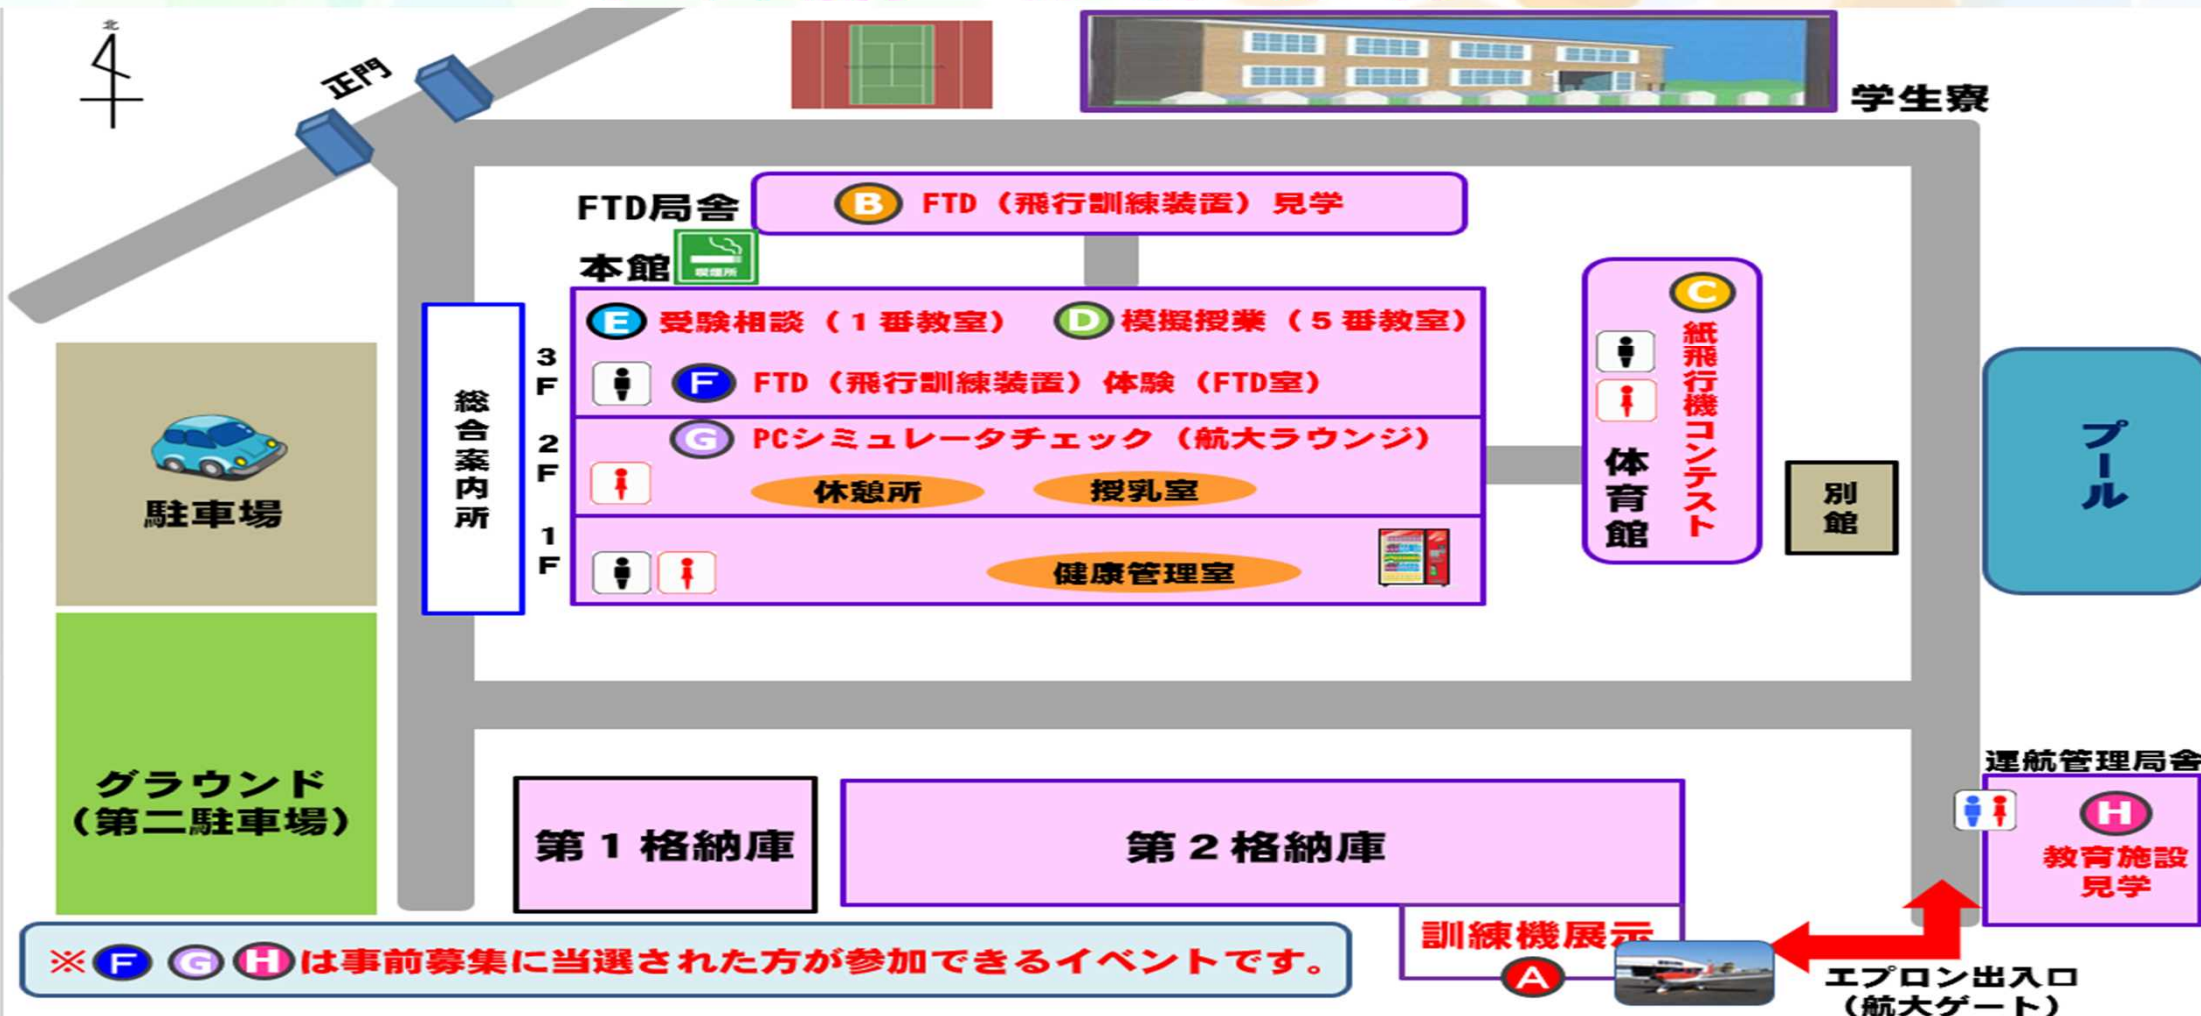 北
正門
学生寮
FTD局舎
B FTD（飛行訓練装置）見学
本館
喫煙所
E 受験相談（１番教室）
D 模擬授業（５番教室）
3F
F FTD（飛行訓練装置）体験（FTD室）
2F
G PCシミュレータチェック（航大ラウンジ）
休憩所
授乳室
1F
健康管理室
総合案内所
C
紙飛行機コンテスト
体育館
別館
プール
駐車場
グラウンド
（第二駐車場）
第１格納庫
第２格納庫
運航管理局舎
H
教育施設
見学
訓練機展示
A
エプロン出入口
（航大ゲート）
※F G Hは事前募集に当選された方が参加できるイベントです。